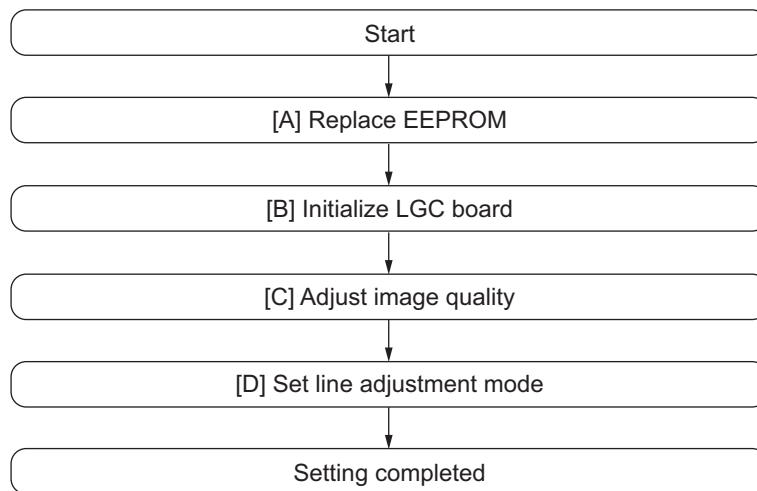 Start
[A] Replace EEPROM
[B] Initialize LGC board
[C] Adjust image quality
[D] Set line adjustment mode
Setting completed